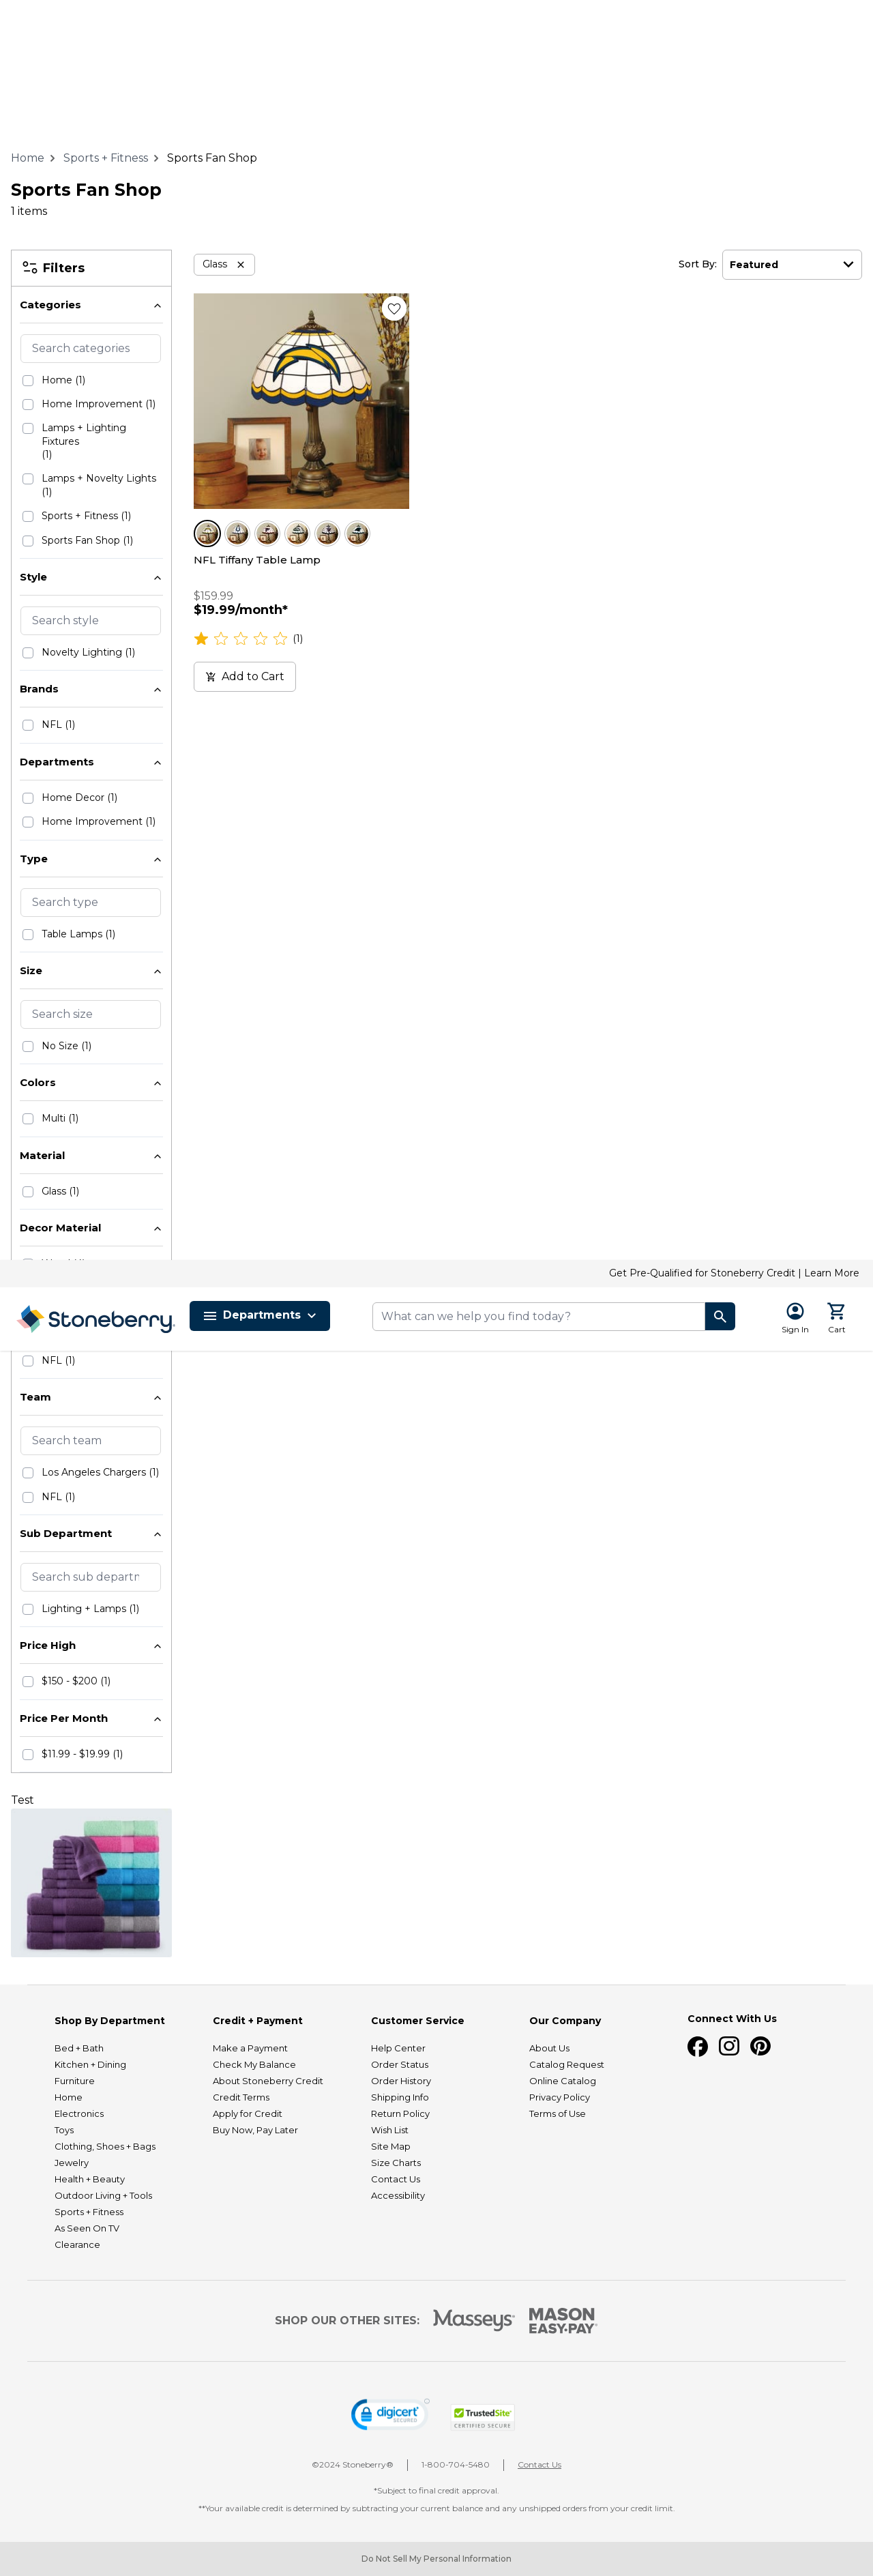 Home > Sports + Fitness > Sports Fan Shop
Sports Fan Shop
1 items
Filters
Categories
Search categories
Home (1)
Home Improvement (1)
Lamps + Lighting
Fixtures
(1)
Lamps + Novelty Lights
(1)
Sports + Fitness (1)
Sports Fan Shop (1)
Style
Search style
Novelty Lighting (1)
Brands
NFL (1)
Departments
Home Decor (1)
Home Improvement (1)
Type
Search type
Table Lamps (1)
Size
Search size
No Size (1)
Colors
Multi (1)
Material
Glass (1)
Decor Material
Glass
Sort By: Featured
NFL Tiffany Table Lamp
$159.99
$19.99/month*
(1)
Add to Cart
Get Pre-Qualified for Stoneberry Credit | Learn More
Stoneberry
Departments
What can we help you find today?
Sign In
Cart
NFL (1)
Team
Search team
Los Angeles Chargers (1)
NFL (1)
Sub Department
Search sub departm
Lighting + Lamps (1)
Price High
$150 - $200 (1)
Price Per Month
$11.99 - $19.99 (1)
Test
Shop By Department
Bed + Bath
Kitchen + Dining
Furniture
Home
Electronics
Toys
Clothing, Shoes + Bags
Jewelry
Health + Beauty
Outdoor Living + Tools
Sports + Fitness
As Seen On TV
Clearance
Credit + Payment
Make a Payment
Check My Balance
About Stoneberry Credit
Credit Terms
Apply for Credit
Buy Now, Pay Later
Customer Service
Help Center
Order Status
Order History
Shipping Info
Return Policy
Wish List
Site Map
Size Charts
Contact Us
Accessibility
Our Company
About Us
Catalog Request
Online Catalog
Privacy Policy
Terms of Use
Connect With Us
SHOP OUR OTHER SITES:
Masseys
MASON
EASY-PAY
digicert
SECURED
TrustedSite
CERTIFIED SECURE
©2024 Stoneberry® | 1-800-704-5480 | Contact Us
*Subject to final credit approval.
**Your available credit is determined by subtracting your current balance and any unshipped orders from your credit limit.
Do Not Sell My Personal Information